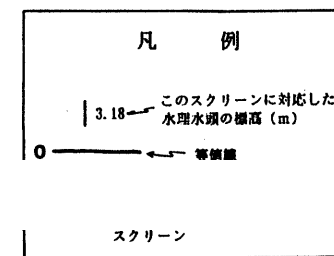 凡 例
3.18
このスクリーンに対応した
水理水頭の標高(m)
0
等値線
スクリーン